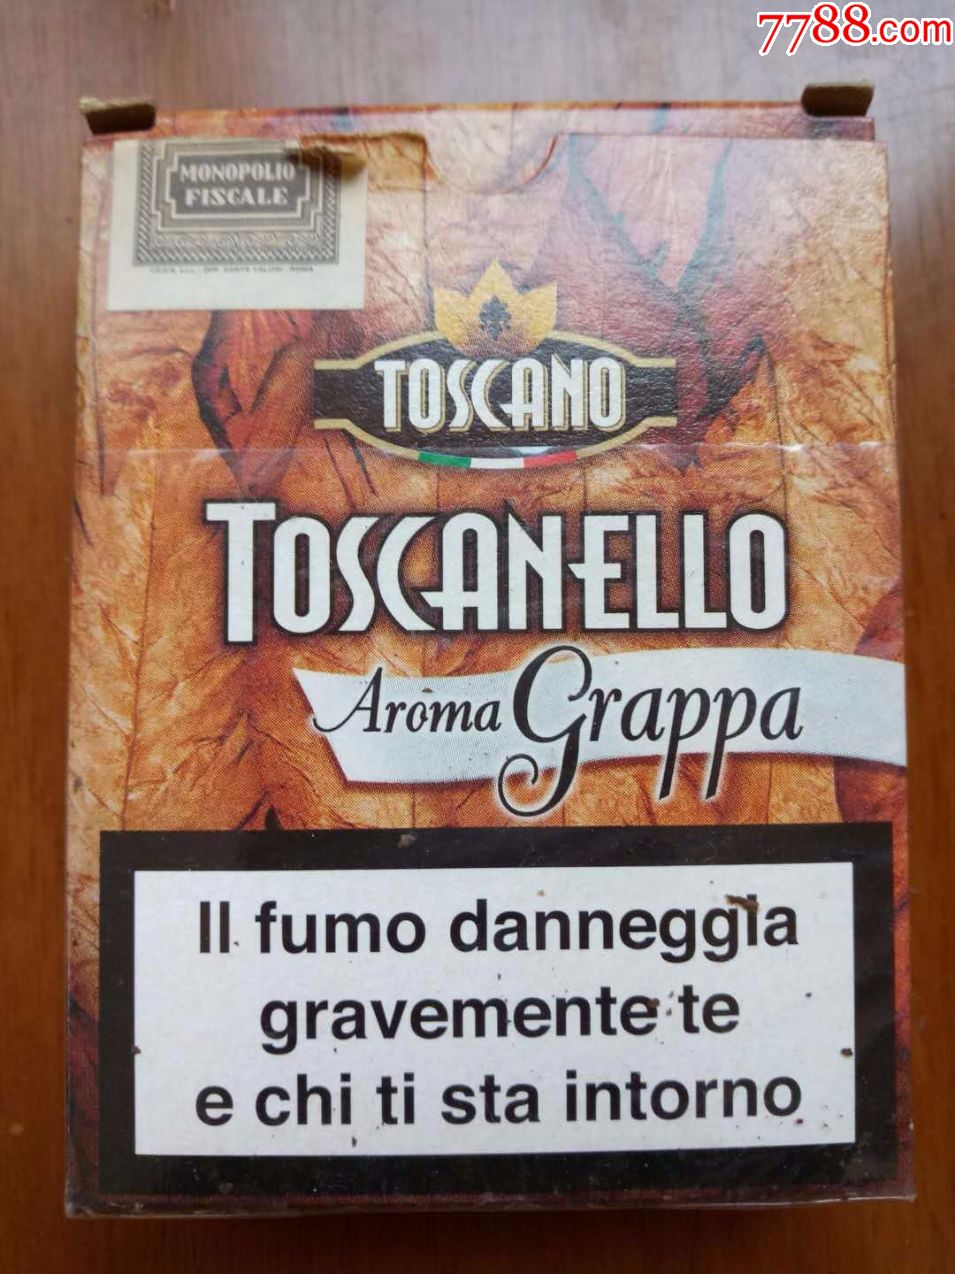 7788.com
MONOPOLIO
FISCALE
TOSCANO
TOSCANELLO
Aroma Grappa
Il fumo danneggia
gravemente te
e chi ti sta intorno